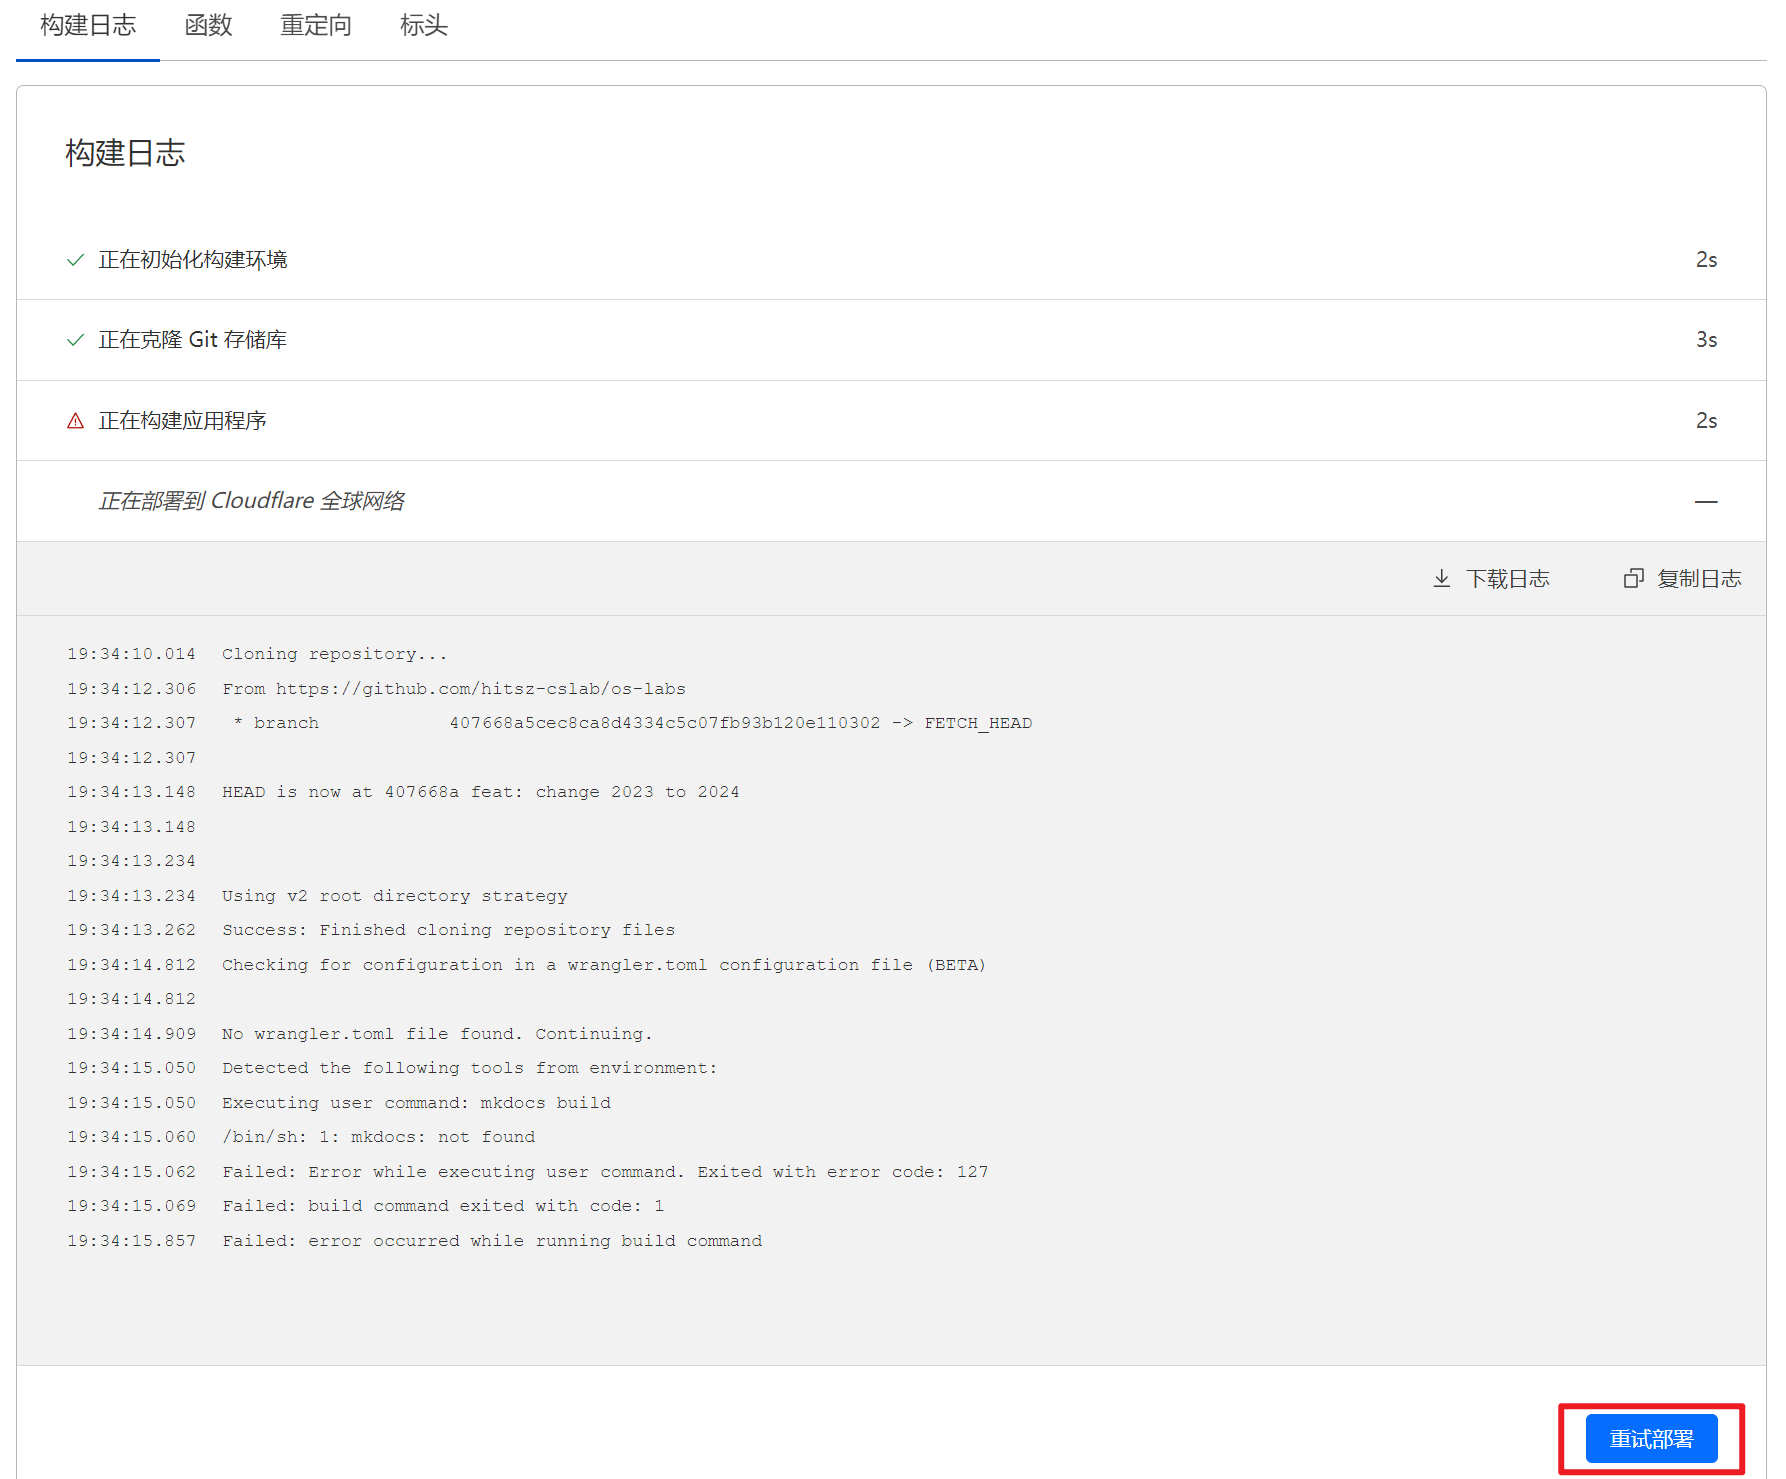 构建日志 函数 重定向 标头
构建日志
正在初始化构建环境 2s
正在克隆 Git 存储库 3s
正在构建应用程序 2s
正在部署到 Cloudflare 全球网络 —
下载日志 复制日志
19:34:10.014 Cloning repository...
19:34:12.306 From https://github.com/hitsz-cslab/os-labs
19:34:12.307 * branch 407668a5cec8ca8d4334c5c07fb93b120e110302 -> FETCH_HEAD
19:34:12.307
19:34:13.148 HEAD is now at 407668a feat: change 2023 to 2024
19:34:13.148
19:34:13.234
19:34:13.234 Using v2 root directory strategy
19:34:13.262 Success: Finished cloning repository files
19:34:14.812 Checking for configuration in a wrangler.toml configuration file (BETA)
19:34:14.812
19:34:14.909 No wrangler.toml file found. Continuing.
19:34:15.050 Detected the following tools from environment:
19:34:15.050 Executing user command: mkdocs build
19:34:15.060 /bin/sh: 1: mkdocs: not found
19:34:15.062 Failed: Error while executing user command. Exited with error code: 127
19:34:15.069 Failed: build command exited with code: 1
19:34:15.857 Failed: error occurred while running build command
重试部署